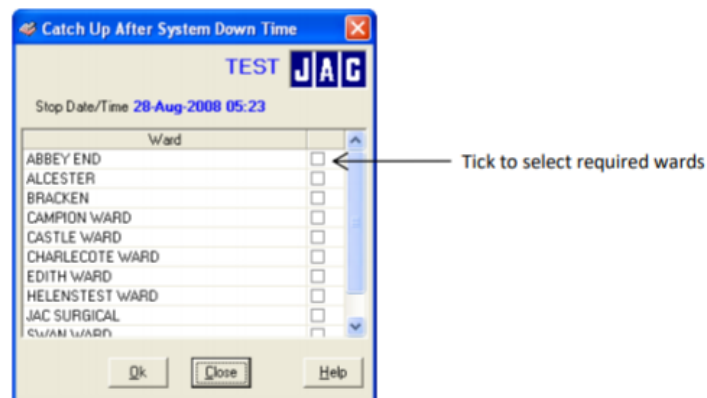 Catch Up After System Down Time
TEST JAC
Stop Date/Time 28-Aug-2008 05:23
Ward
ABBEY END
Tick to select required wards
ALCESTER
BRACKEN
CAMPION WARD
CASTLE WARD
CHARLECOTE WARD
EDITH WARD
HELENSTEST WARD
JAC SURGICAL
SWAN WARD
Ok Close Help